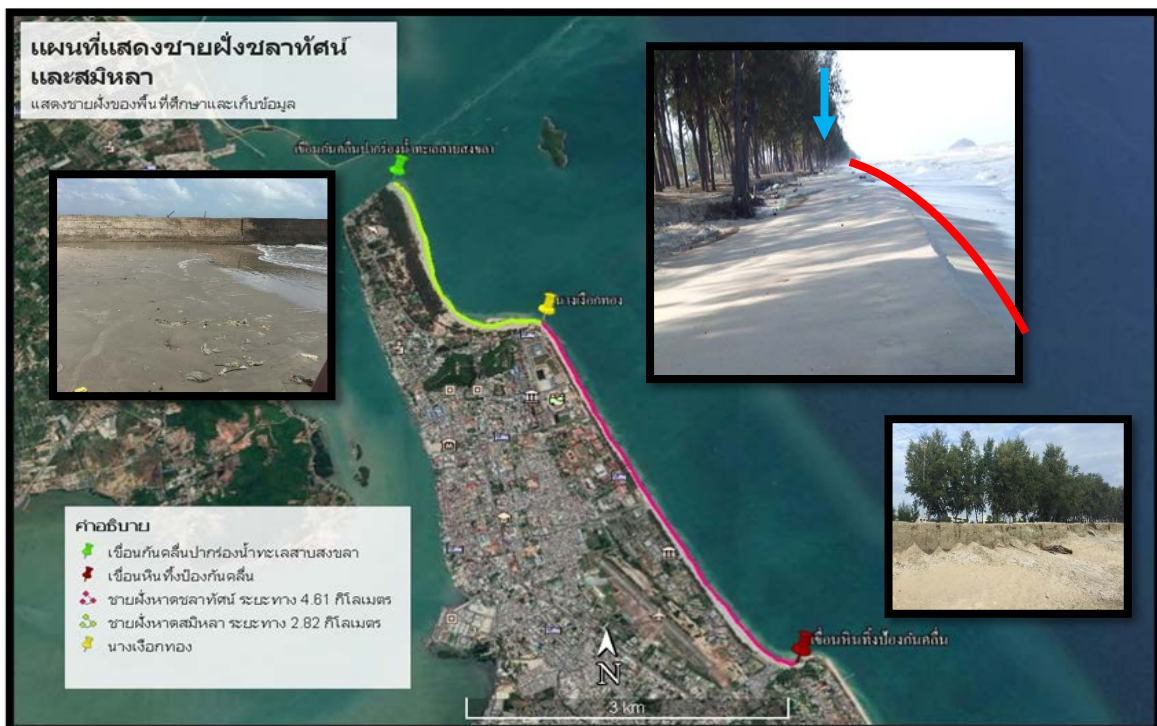 แผนที่แสดงชายฝั่งชลาทัศน์
และสมิหลา
แสดงชายฝั่งของพื้นที่ศึกษาและเก็บข้อมูล
เขื่อนกันคลื่นปากร่องน้ำทะเลสาบสงขลา
นางเงือกทอง
เขื่อนหินทิ้งป้องกันคลื่น
คำอธิบาย
เขื่อนกันคลื่นปากร่องน้ำทะเลสาบสงขลา
เขื่อนหินทิ้งป้องกันคลื่น
ชายฝั่งหาดชลาทัศน์ ระยะทาง 4.61 กิโลเมตร
ชายฝั่งหาดสมิหลา ระยะทาง 2.82 กิโลเมตร
นางเงือกทอง
N
3 km